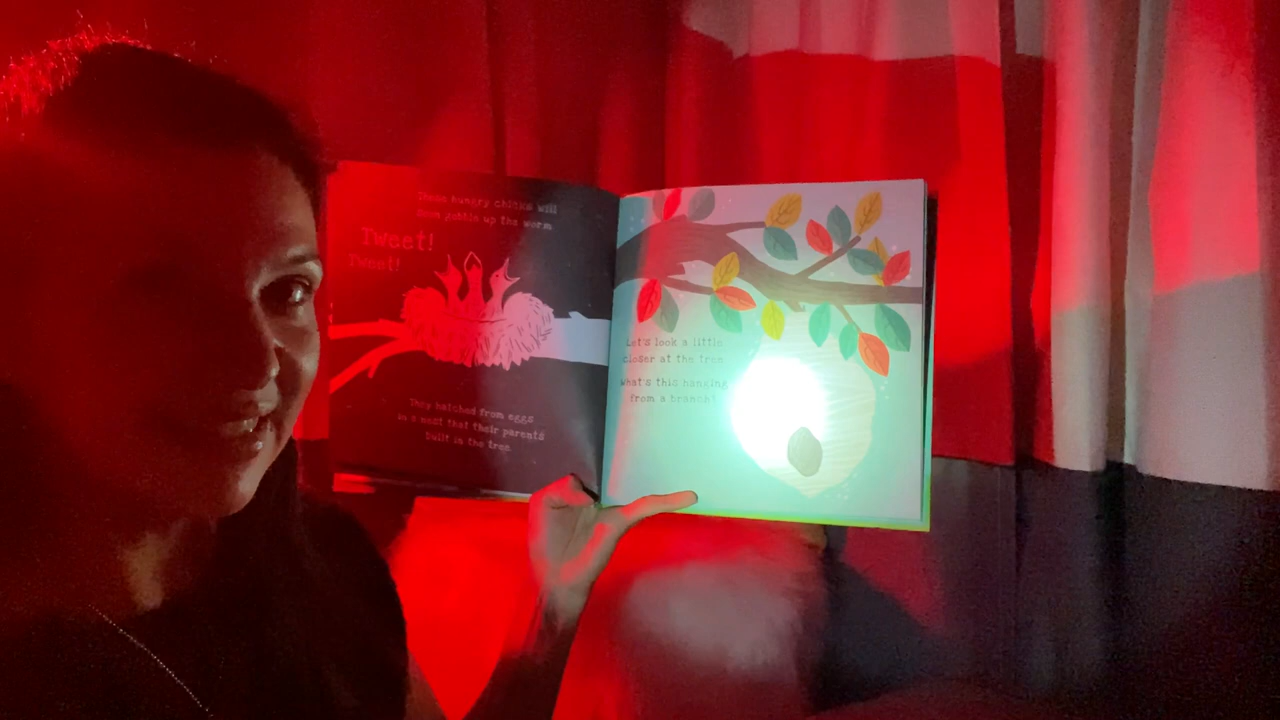 These hungry chicks will
soon gobble up the worm.
Tweet!
Tweet!
They hatched from eggs
in a nest that their parents
built in the tree.
Let's look a little
closer at the tree.
What's this hanging
from a branch?